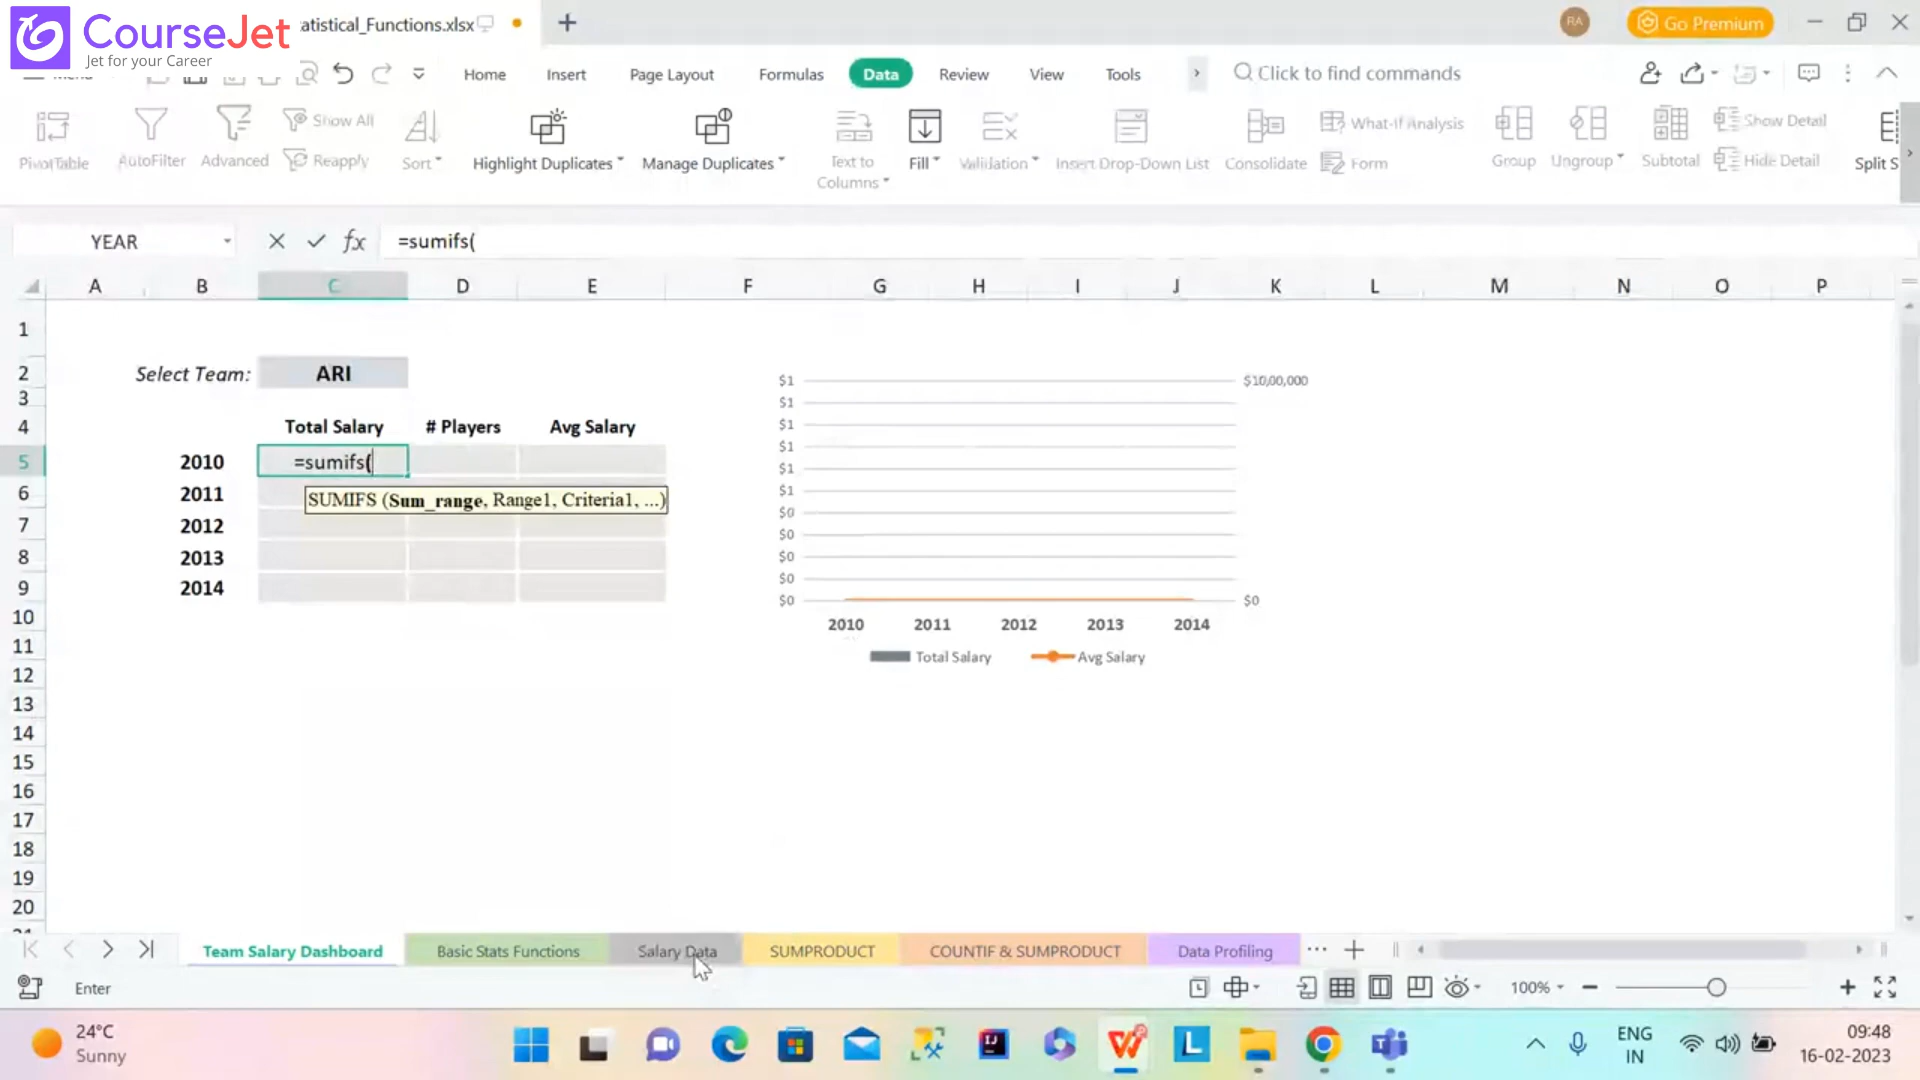 CourseJet
Jet for your Career
atistical_Functions.xlsx
RA
Go Premium
Home Insert Page Layout Formulas Data Review View Tools
Click to find commands
PivotTable
AutoFilter
Advanced
Show All
Reapply
Sort
Highlight Duplicates
Manage Duplicates
Text to
Columns
Fill
Validation
Insert Drop-Down List
Consolidate
What-If Analysis
Form
Group
Ungroup
Subtotal
Show Detail
Hide Detail
Split S
YEAR
fx
=sumifs(
A B C D E F G H I J K L M N O P
1
2 Select Team: ARI
3
4 Total Salary # Players Avg Salary
5 2010 =sumifs(
SUMIFS (Sum_range, Range1, Criteria1, ...)
6 2011
7 2012
8 2013
9 2014
10
11
12
13
14
15
16
17
18
19
20
$1 $10,00,000
$1
$1
$1
$1
$1
$0
$0
$0
$0
$0 $0
2010 2011 2012 2013 2014
Total Salary Avg Salary
Team Salary Dashboard Basic Stats Functions Salary Data SUMPRODUCT COUNTIF & SUMPRODUCT Data Profiling ...
Enter
100%
24°C
Sunny
ENG
IN
09:48
16-02-2023